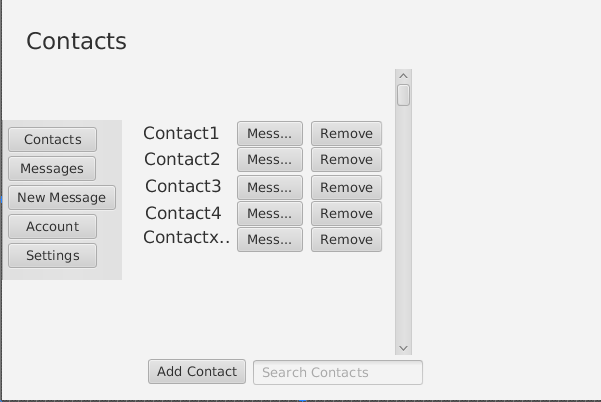 Contacts
Contacts
Messages
New Message
Account
Settings
Contact1 Mess... Remove
Contact2 Mess... Remove
Contact3 Mess... Remove
Contact4 Mess... Remove
Contactx.. Mess... Remove
Add Contact Search Contacts